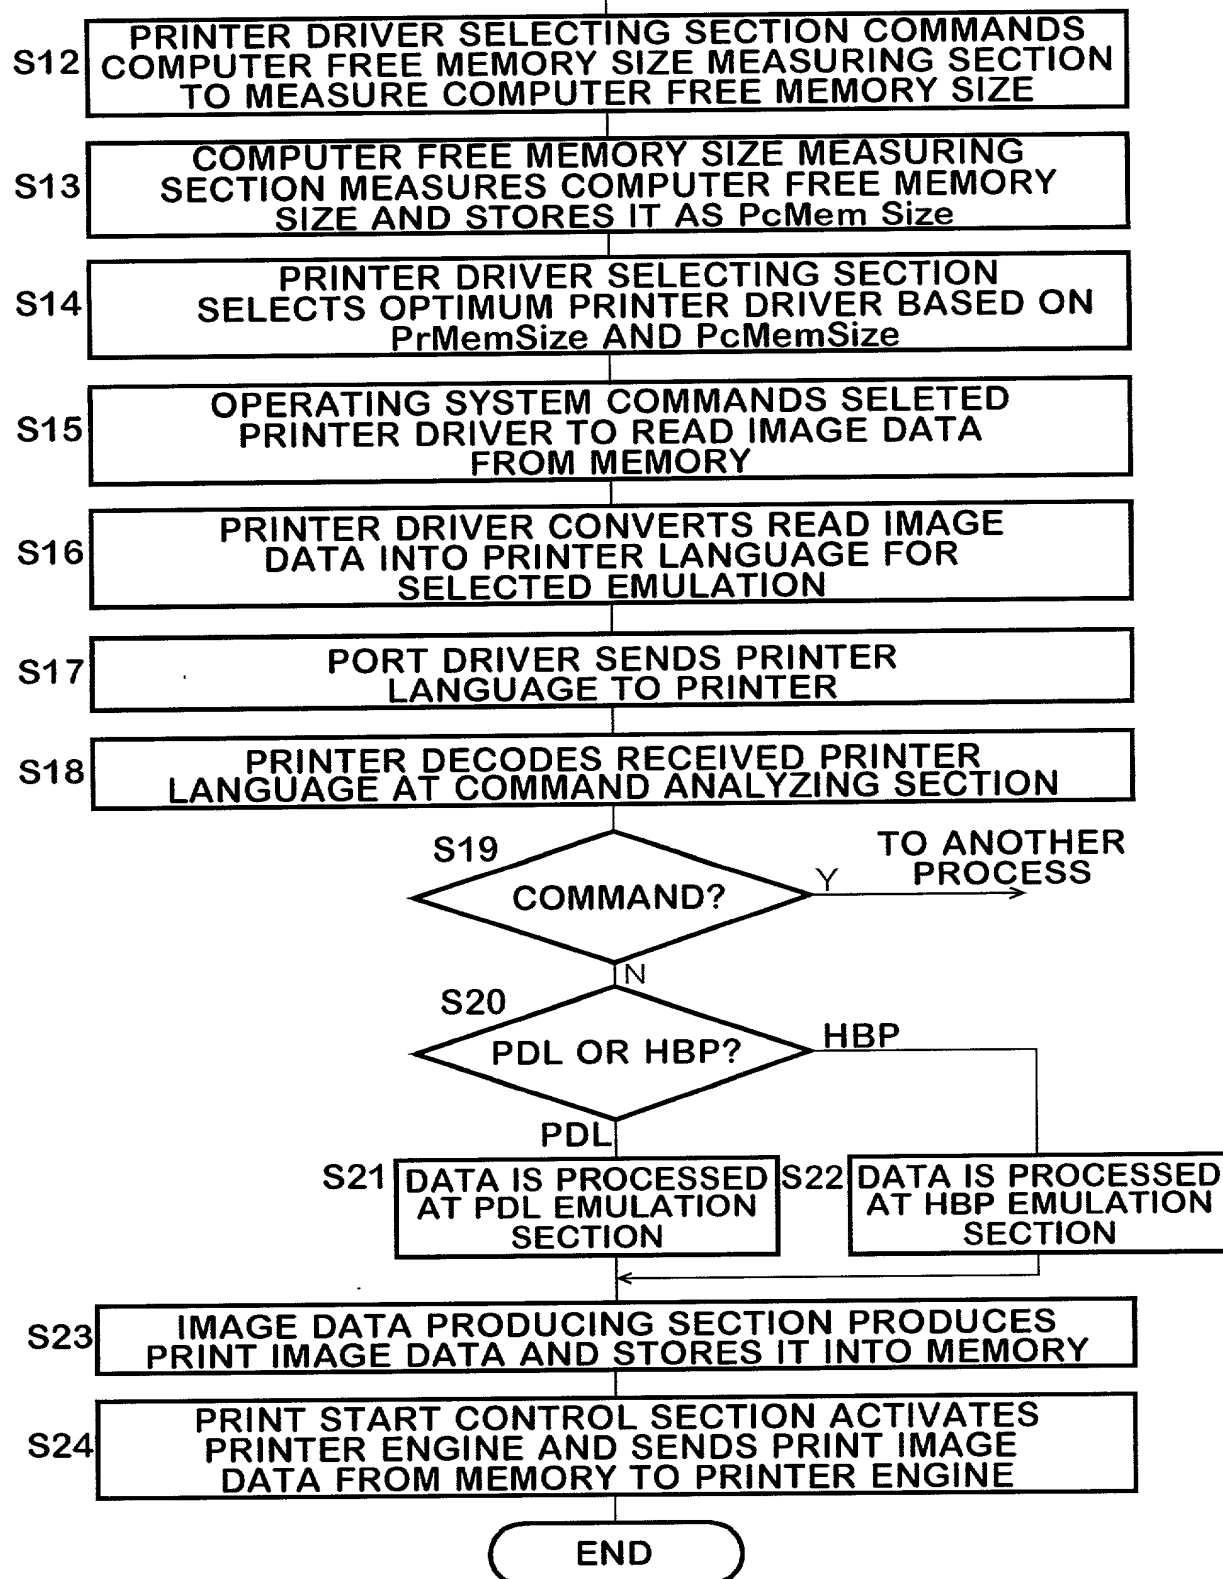 S12
PRINTER DRIVER SELECTING SECTION COMMANDS
COMPUTER FREE MEMORY SIZE MEASURING SECTION
TO MEASURE COMPUTER FREE MEMORY SIZE
S13
COMPUTER FREE MEMORY SIZE MEASURING
SECTION MEASURES COMPUTER FREE MEMORY
SIZE AND STORES IT AS PcMem Size
S14
PRINTER DRIVER SELECTING SECTION
SELECTS OPTIMUM PRINTER DRIVER BASED ON
PrMemSize AND PcMemSize
S15
OPERATING SYSTEM COMMANDS SELETED
PRINTER DRIVER TO READ IMAGE DATA
FROM MEMORY
S16
PRINTER DRIVER CONVERTS READ IMAGE
DATA INTO PRINTER LANGUAGE FOR
SELECTED EMULATION
S17
PORT DRIVER SENDS PRINTER
LANGUAGE TO PRINTER
S18
PRINTER DECODES RECEIVED PRINTER
LANGUAGE AT COMMAND ANALYZING SECTION
S19
COMMAND?
Y
TO ANOTHER
PROCESS
N
S20
PDL OR HBP?
HBP
PDL
S21
DATA IS PROCESSED
AT PDL EMULATION
SECTION
S22
DATA IS PROCESSED
AT HBP EMULATION
SECTION
S23
IMAGE DATA PRODUCING SECTION PRODUCES
PRINT IMAGE DATA AND STORES IT INTO MEMORY
S24
PRINT START CONTROL SECTION ACTIVATES
PRINTER ENGINE AND SENDS PRINT IMAGE
DATA FROM MEMORY TO PRINTER ENGINE
END